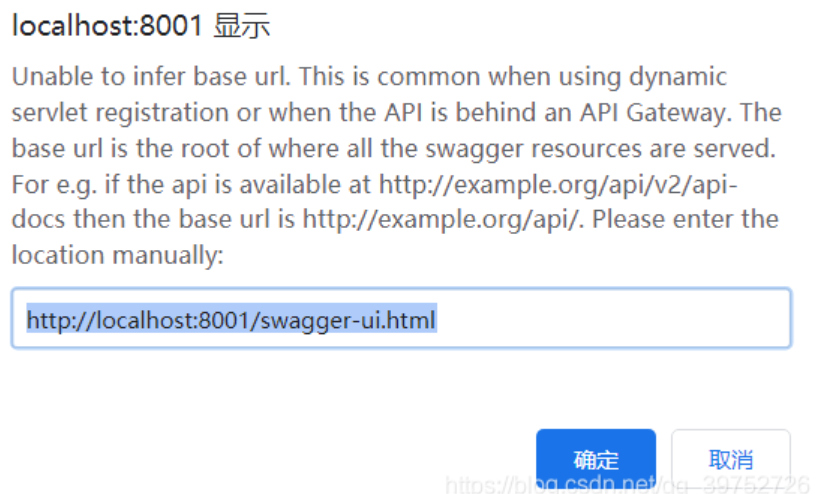 localhost:8001 显示
Unable to infer base url. This is common when using dynamic
servlet registration or when the API is behind an API Gateway. The
base url is the root of where all the swagger resources are served.
For e.g. if the api is available at http://example.org/api/v2/api-
docs then the base url is http://example.org/api/. Please enter the
location manually:
http://localhost:8001/swagger-ui.html
确定 取消
https://blog.csdn.net/qq_39752726